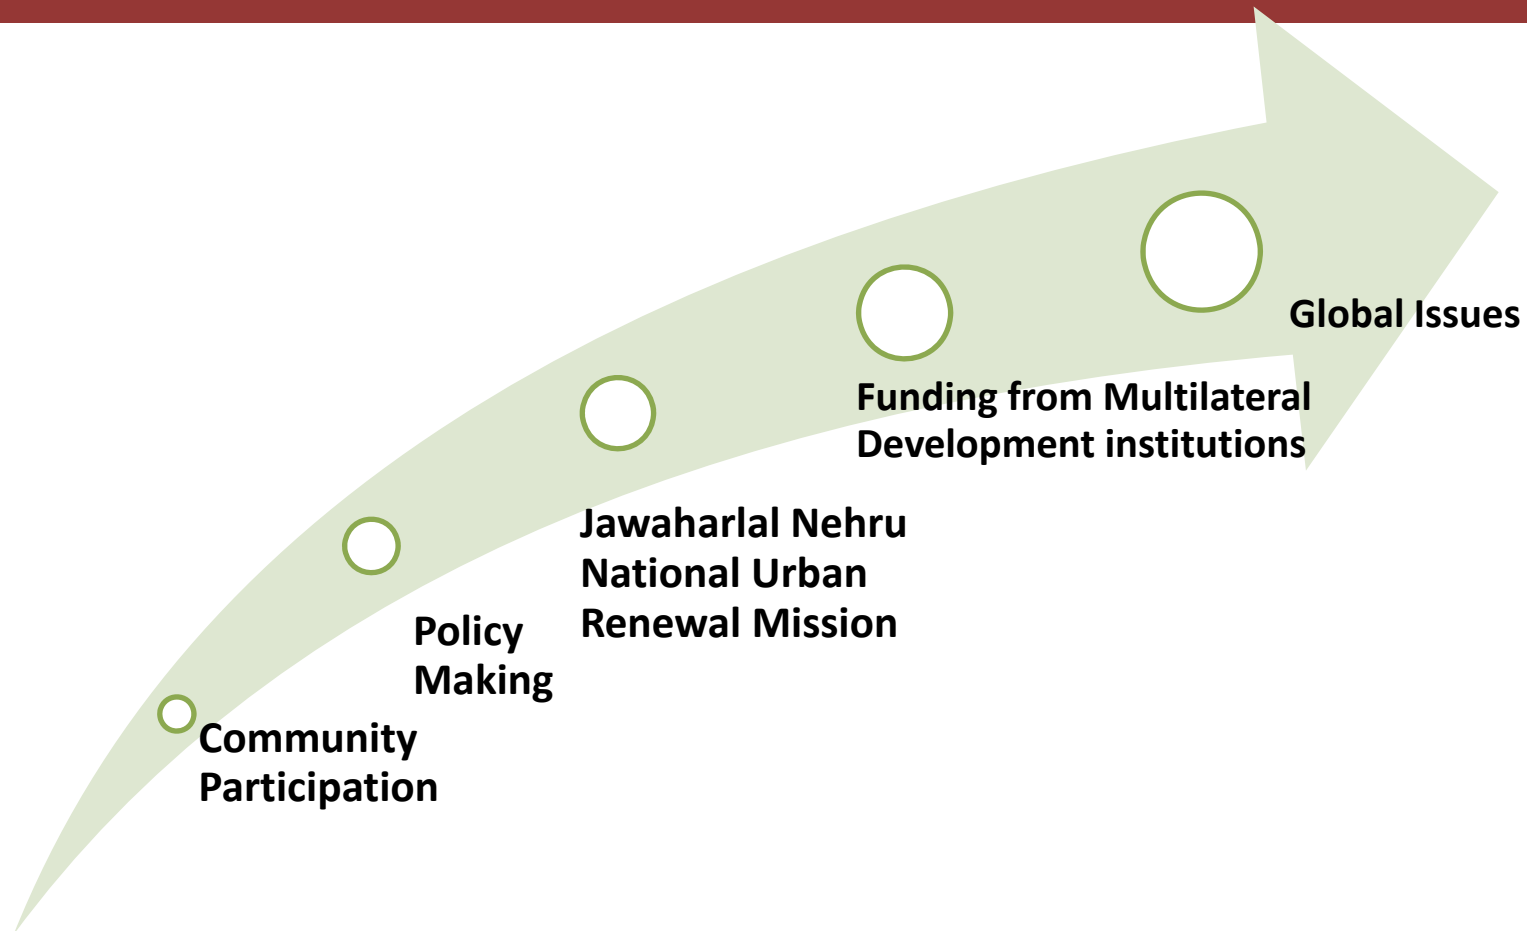 Global Issues
Funding from Multilateral
Development institutions
Jawaharlal Nehru
National Urban
Renewal Mission
Policy
Making
Community
Participation